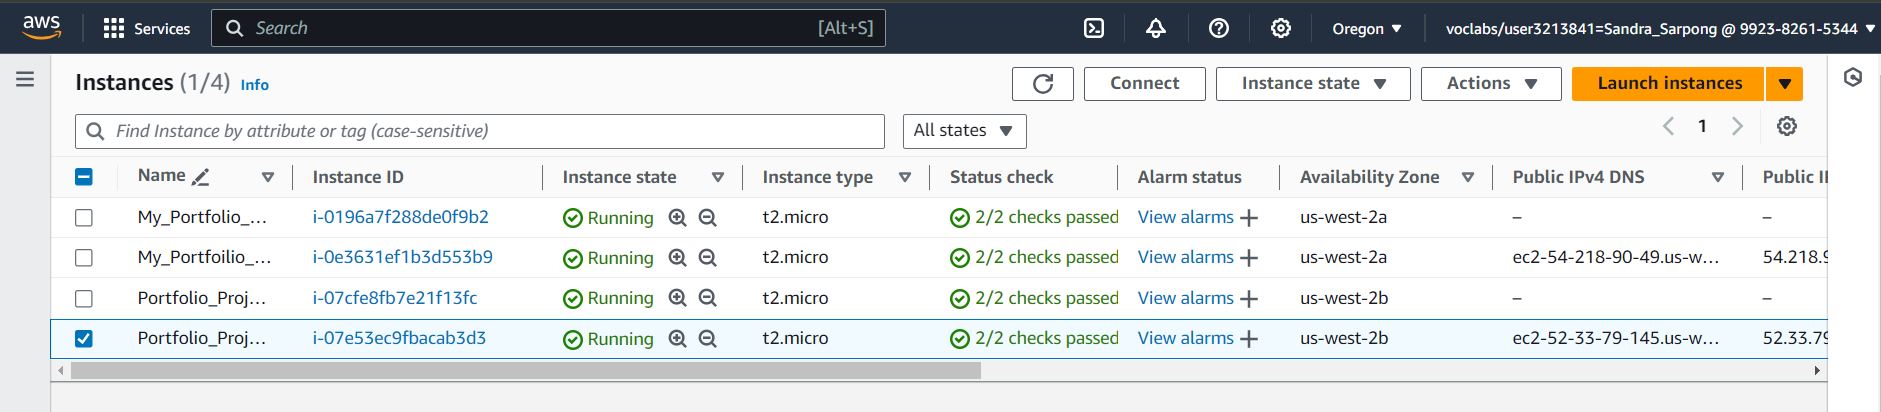 aws Services Search [Alt+S] Oregon voclabs/user3213841=Sandra_Sarpong @ 9923-8261-5344
Instances (1/4) Info Connect Instance state Actions Launch instances
Find Instance by attribute or tag (case-sensitive) All states 1
Name Instance ID Instance state Instance type Status check Alarm status Availability Zone Public IPv4 DNS Public IP
My_Portfolio_... i-0196a7f288de0f9b2 Running t2.micro 2/2 checks passed View alarms + us-west-2a – –
My_Portfoilio_... i-0e3631ef1b3d553b9 Running t2.micro 2/2 checks passed View alarms + us-west-2a ec2-54-218-90-49.us-w... 54.218.9
Portfolio_Proj... i-07cfe8fb7e21f13fc Running t2.micro 2/2 checks passed View alarms + us-west-2b – –
Portfolio_Proj... i-07e53ec9fbacab3d3 Running t2.micro 2/2 checks passed View alarms + us-west-2b ec2-52-33-79-145.us-w... 52.33.79